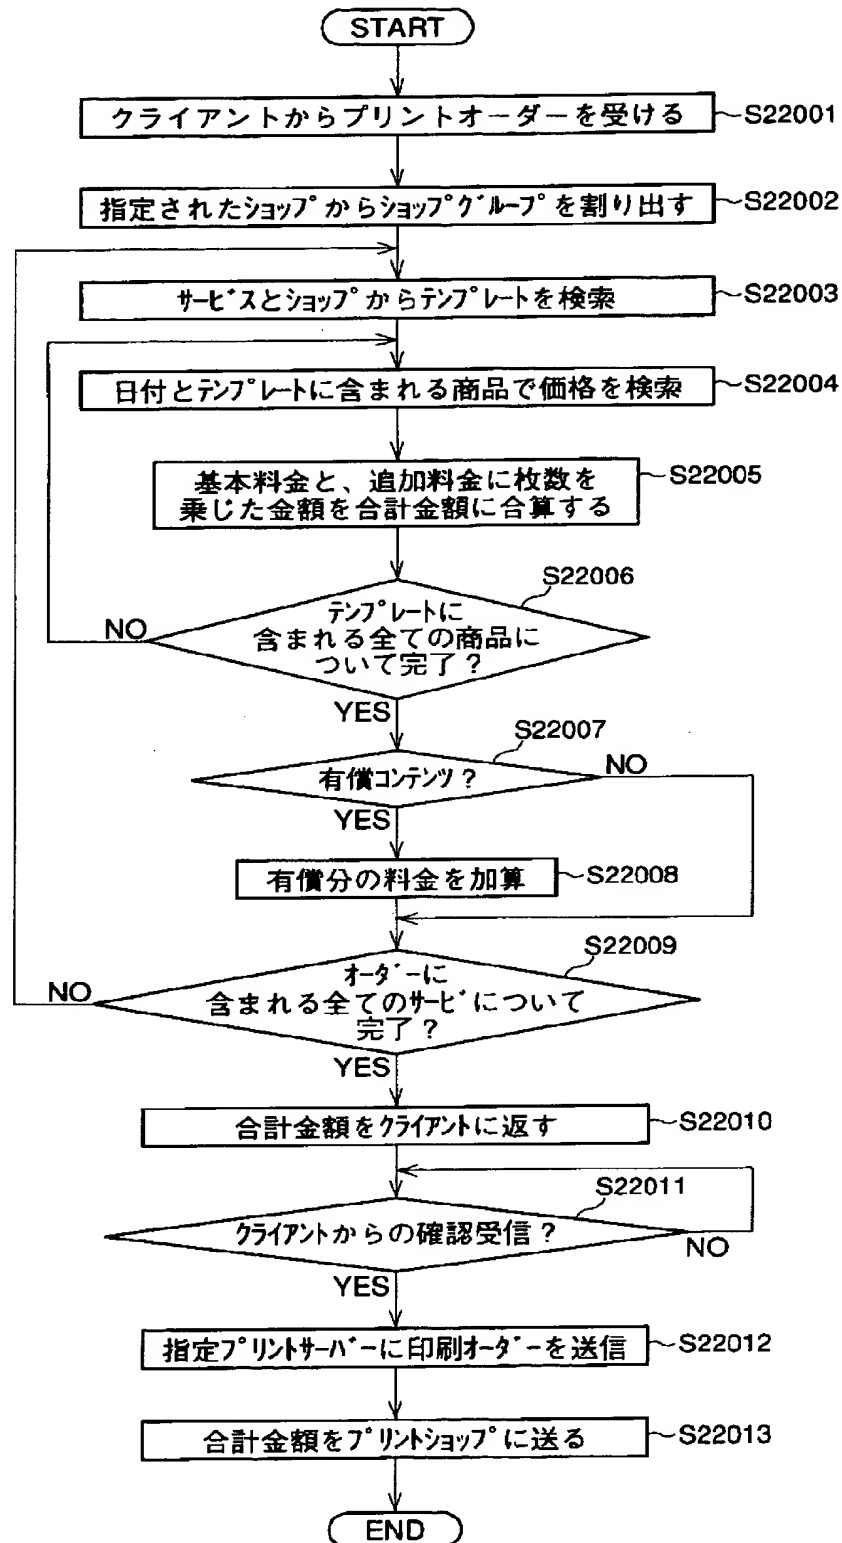 START
クライアントからプリントオーダーを受ける
S22001
指定されたショップからショップグループを割り出す
S22002
サービスとショップからテンプレートを検索
S22003
日付とテンプレートに含まれる商品で価格を検索
S22004
基本料金と、追加料金に枚数を
乗じた金額を合計金額に合算する
S22005
S22006
テンプレートに
含まれる全ての商品に
ついて完了？
NO
YES
S22007
有償コンテンツ？
NO
YES
有償分の料金を加算
S22008
S22009
オーダーに
含まれる全てのサービについて
完了？
NO
YES
合計金額をクライアントに返す
S22010
S22011
クライアントからの確認受信？
NO
YES
指定プリントサーバーに印刷オーダーを送信
S22012
合計金額をプリントショップに送る
S22013
END